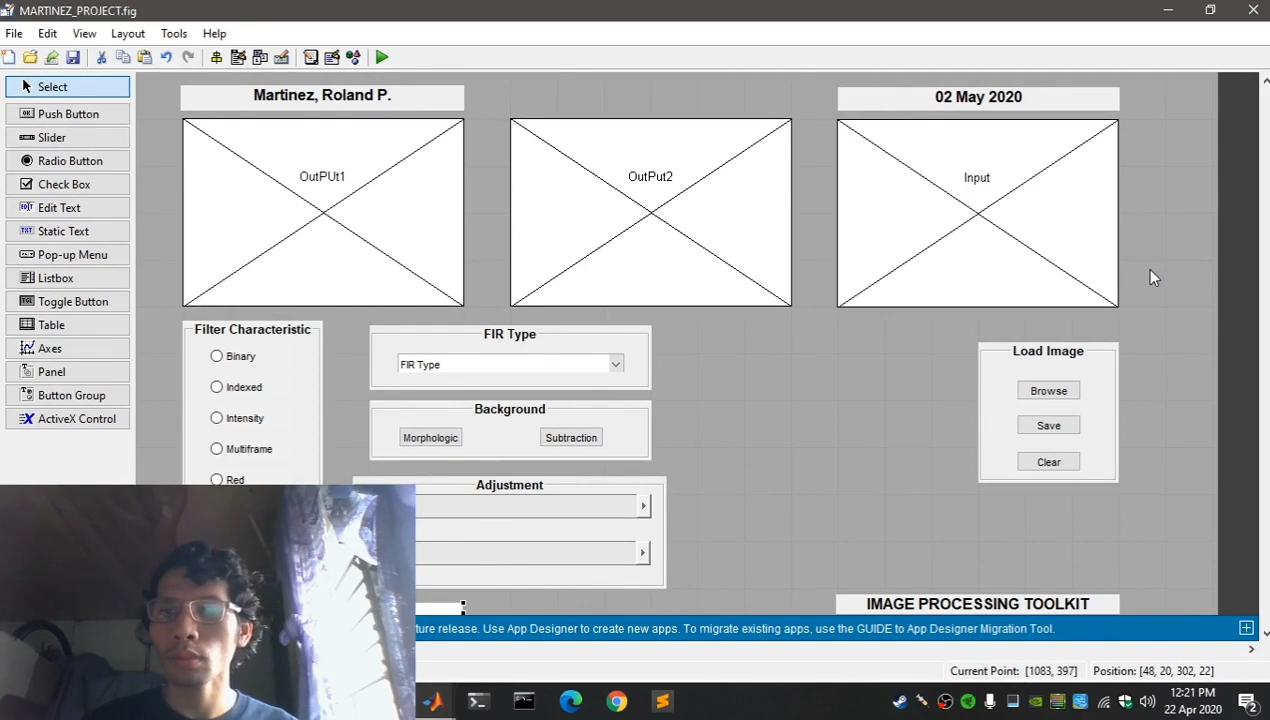 MARTINEZ_PROJECT.fig
File Edit View Layout Tools Help
Select
OK Push Button
Slider
Radio Button
Check Box
EDIT Edit Text
TXT Static Text
Pop-up Menu
Listbox
TGL Toggle Button
Table
Axes
Panel
Button Group
ActiveX Control
Martinez, Roland P.
02 May 2020
OutPUt1
OutPut2
Input
Filter Characteristic
Binary
Indexed
Intensity
Multiframe
Red
FIR Type
FIR Type
Background
Morphologic
Subtraction
Adjustment
Load Image
Browse
Save
Clear
IMAGE PROCESSING TOOLKIT
ture release. Use App Designer to create new apps. To migrate existing apps, use the GUIDE to App Designer Migration Tool.
Current Point: [1083, 397] Position: [48, 20, 302, 22]
12:21 PM
22 Apr 2020
2